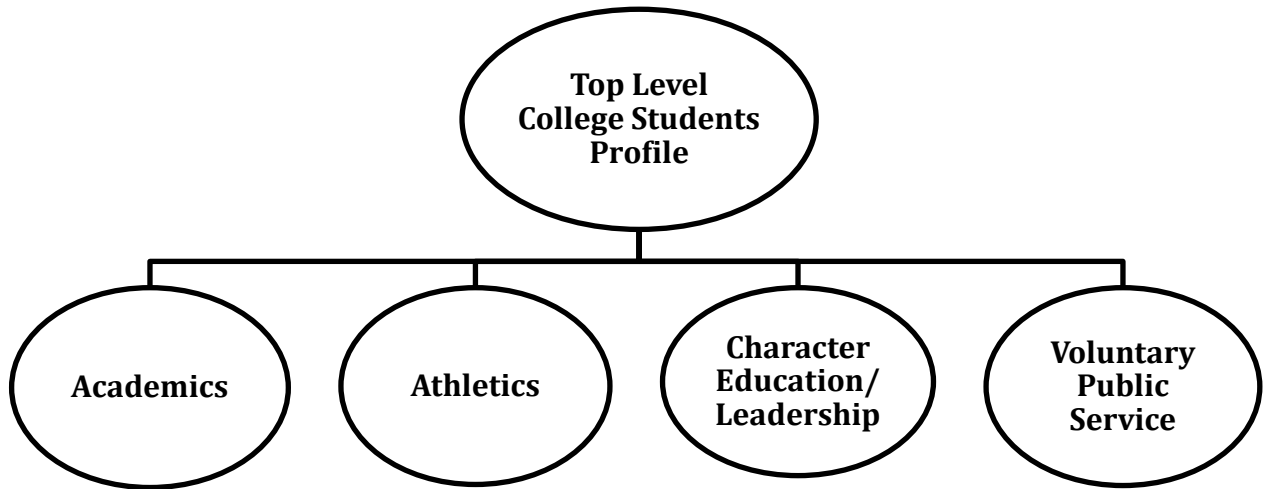 Top Level
College Students
Profile
Academics
Athletics
Character
Education/
Leadership
Voluntary
Public
Service